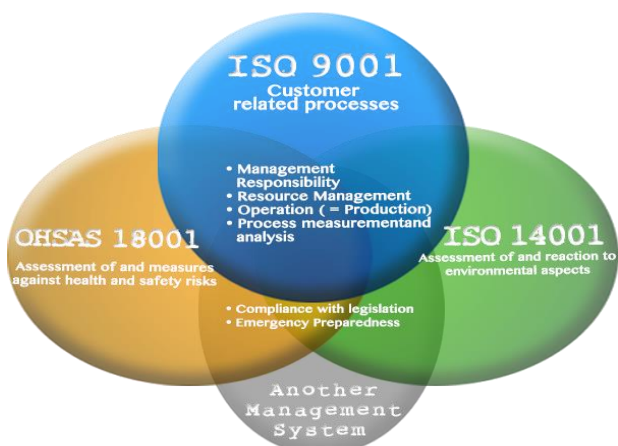 ISO 9001
Customer
related processes
• Management
Responsibility
• Resource Management
• Operation ( = Production)
• Process measurementand
analysis
OHSAS 18001
Assessment of and measures
against health and safety risks
ISO 14001
Assessment of and reaction to
environmental aspects
• Compliance with legislation
• Emergency Preparedness
Another
Management
System